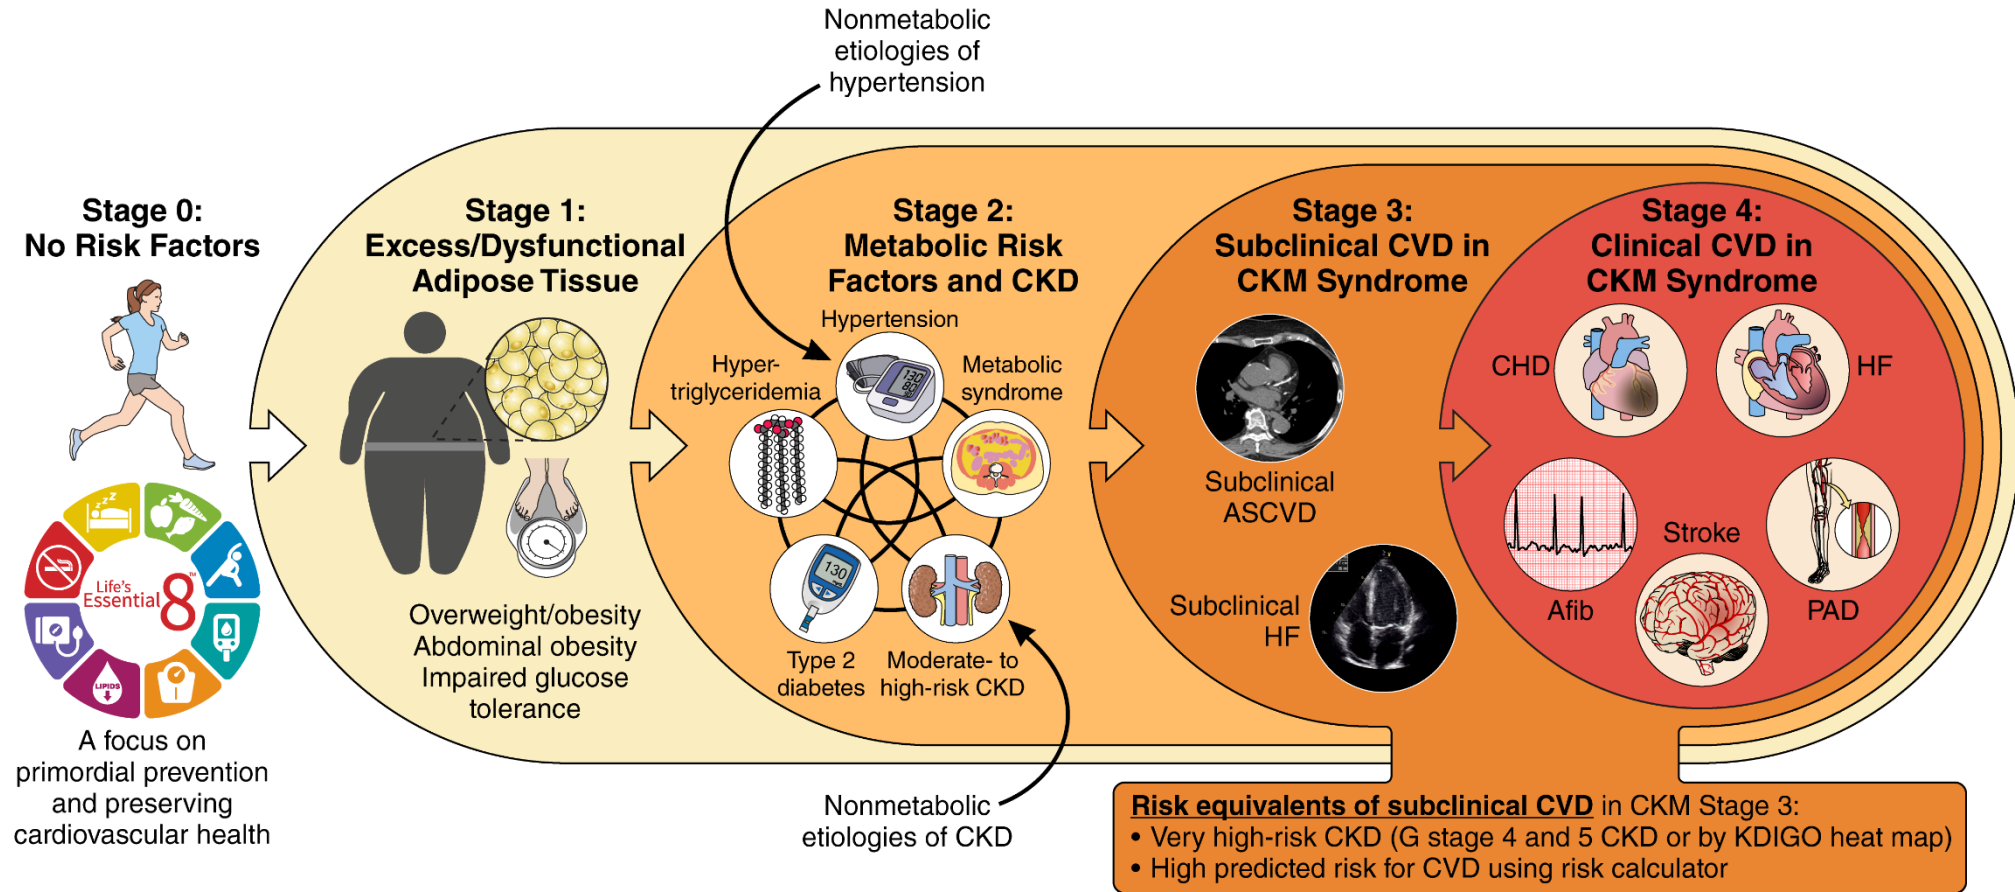 Nonmetabolic
etiologies of
hypertension
Stage 0:
No Risk Factors
Life's
Essential 8™
LIPIDS
A focus on
primordial prevention
and preserving
cardiovascular health
Stage 1:
Excess/Dysfunctional
Adipose Tissue
Overweight/obesity
Abdominal obesity
Impaired glucose
tolerance
Stage 2:
Metabolic Risk
Factors and CKD
Hypertension
130
80
Hyper-
triglyceridemia
Metabolic
syndrome
130
Type 2
diabetes
Moderate- to
high-risk CKD
Nonmetabolic
etiologies of CKD
Stage 3:
Subclinical CVD in
CKM Syndrome
Subclinical
ASCVD
Subclinical
HF
Stage 4:
Clinical CVD in
CKM Syndrome
CHD
HF
Afib
Stroke
PAD
Risk equivalents of subclinical CVD in CKM Stage 3:
• Very high-risk CKD (G stage 4 and 5 CKD or by KDIGO heat map)
• High predicted risk for CVD using risk calculator